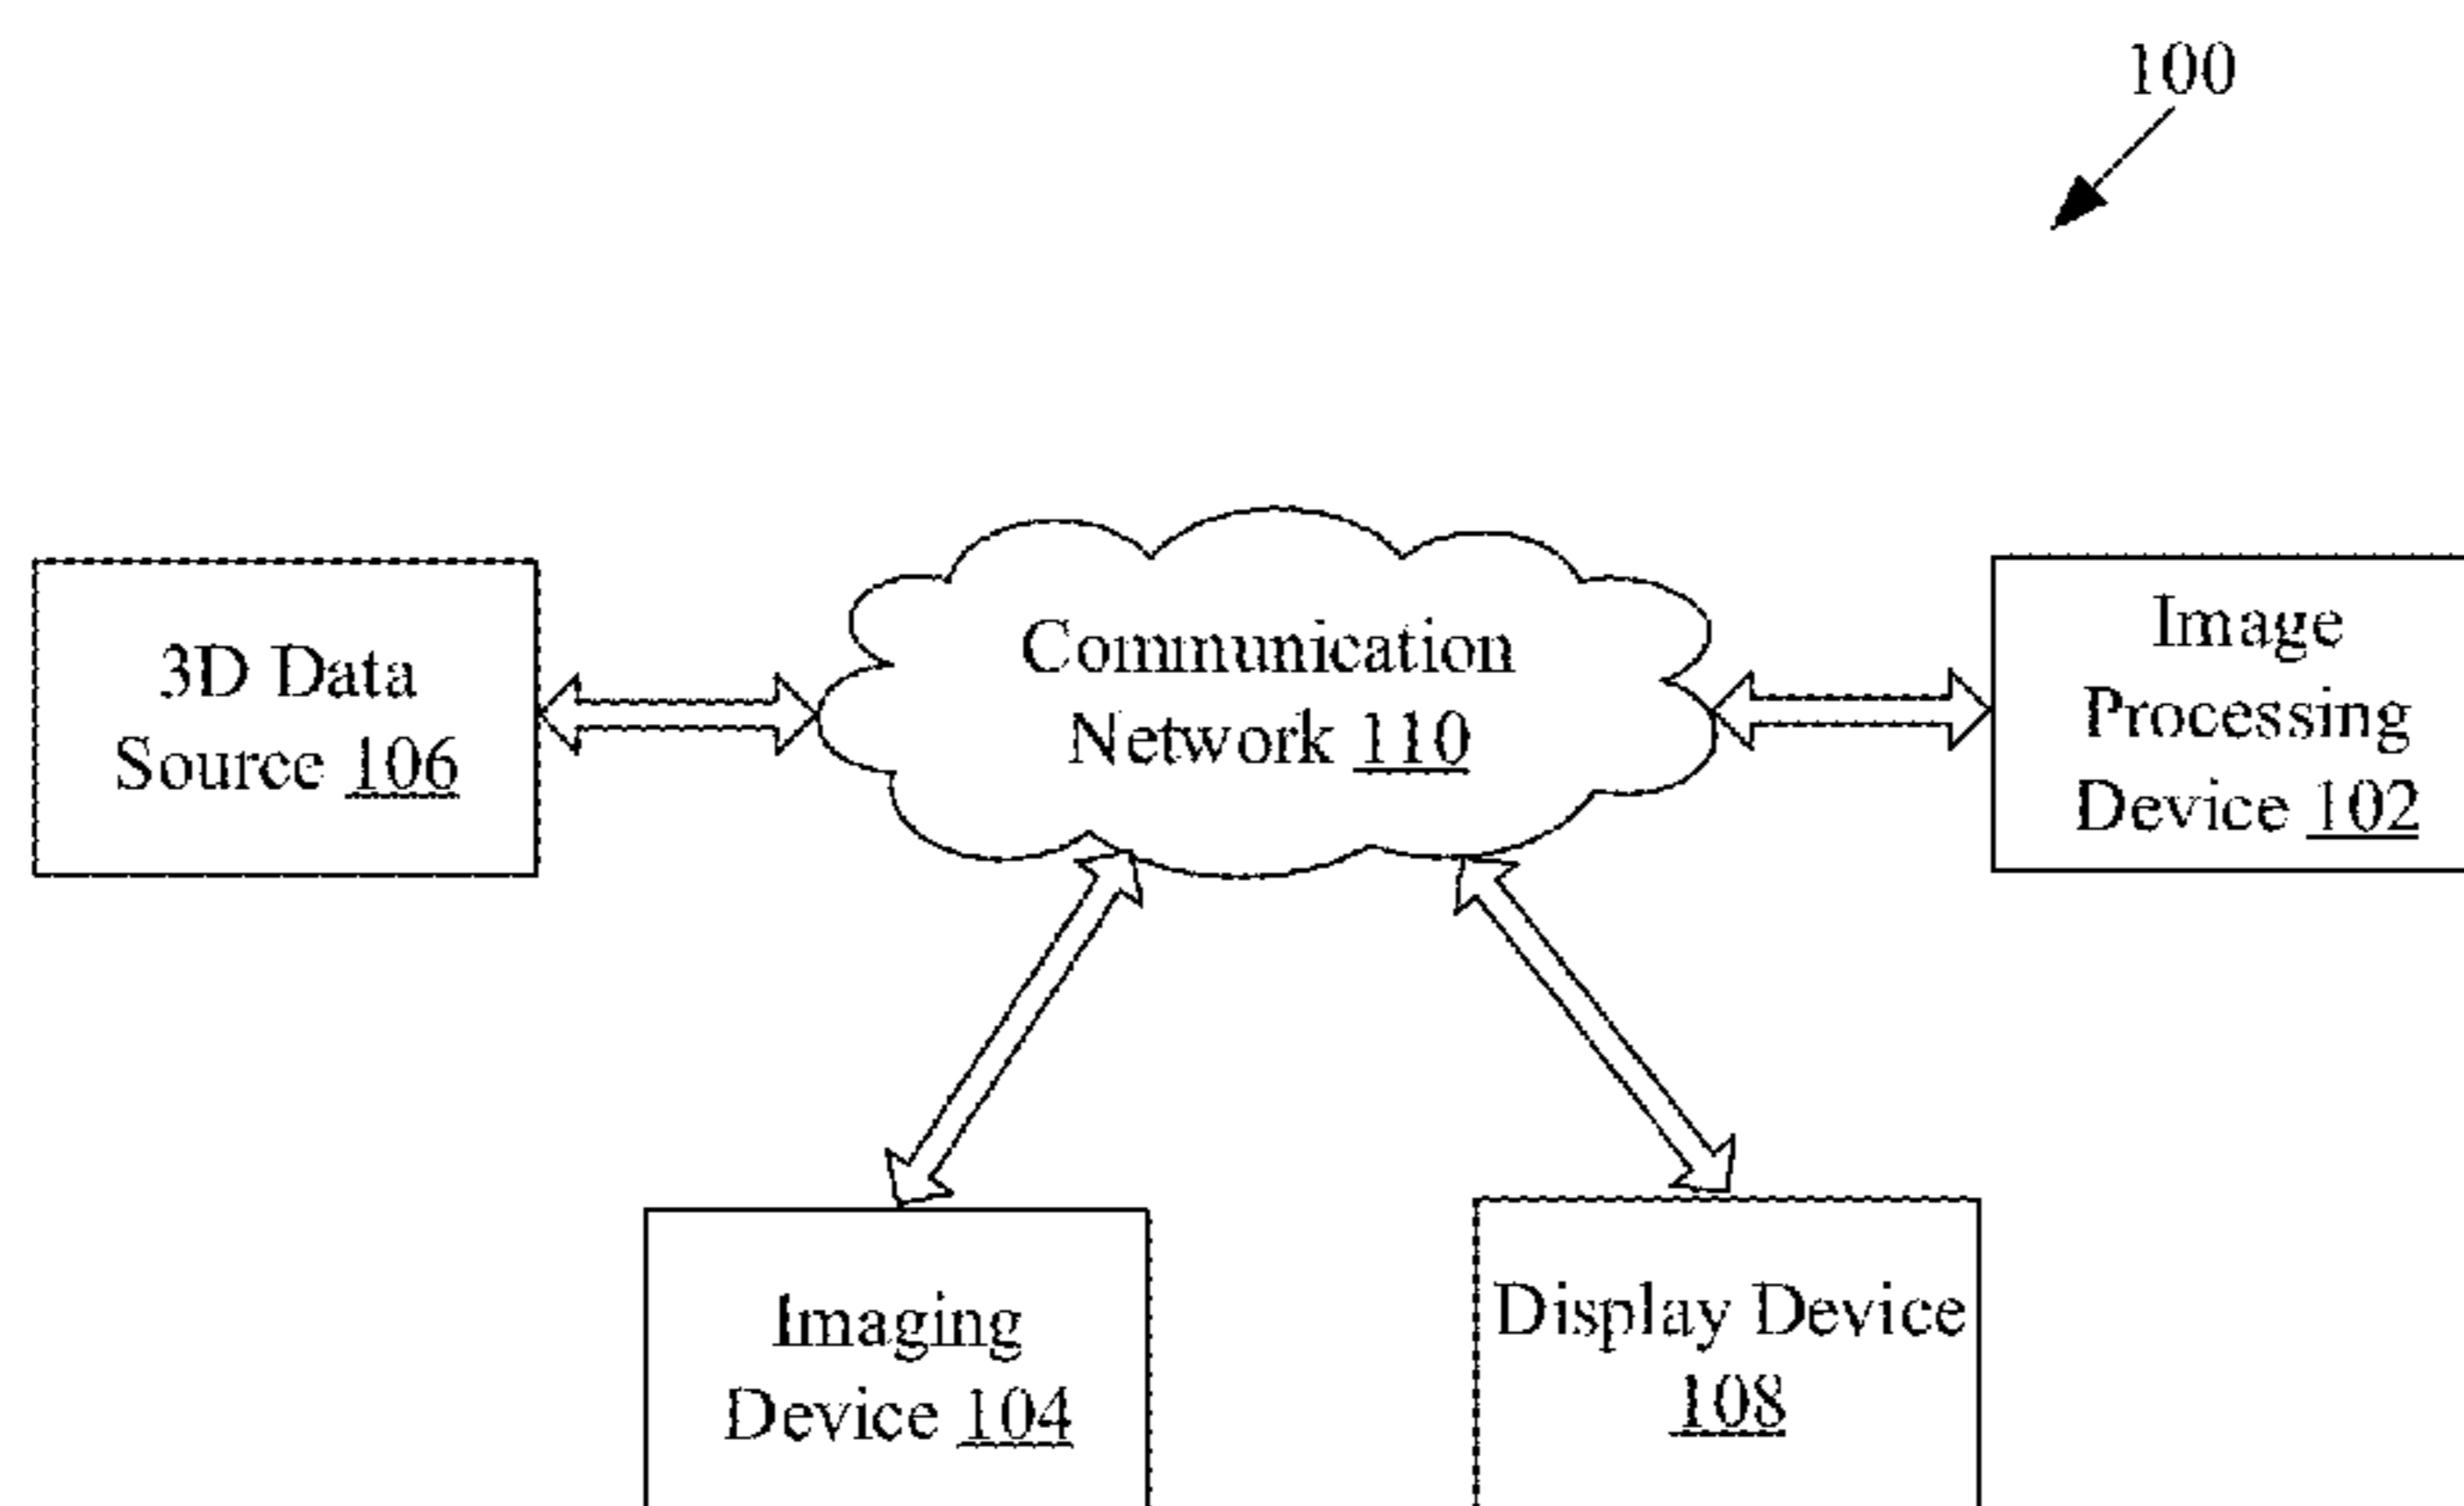 100
3D Data
Source 106
Communication
Network 110
Image
Processing
Device 102
Imaging
Device 104
Display Device
108